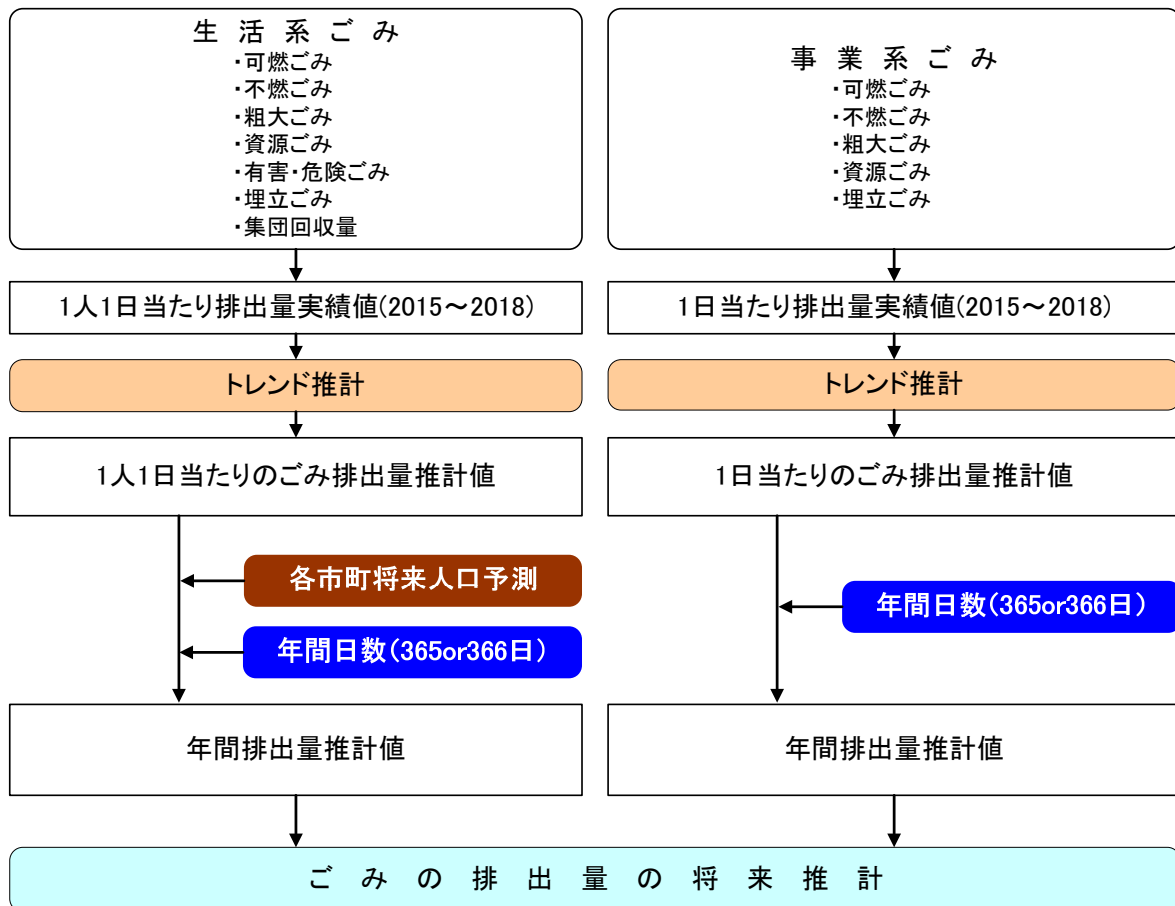 生活系ごみ
・可燃ごみ
・不燃ごみ
・粗大ごみ
・資源ごみ
・有害・危険ごみ
・埋立ごみ
・集団回収量
1人1日当たり排出量実績値(2015～2018)
トレンド推計
1人1日当たりのごみ排出量推計値
各市町将来人口予測
年間日数(365or366日)
年間排出量推計値
事業系ごみ
・可燃ごみ
・不燃ごみ
・粗大ごみ
・資源ごみ
・埋立ごみ
1日当たり排出量実績値(2015～2018)
トレンド推計
1日当たりのごみ排出量推計値
年間日数(365or366日)
年間排出量推計値
ごみの排出量の将来推計